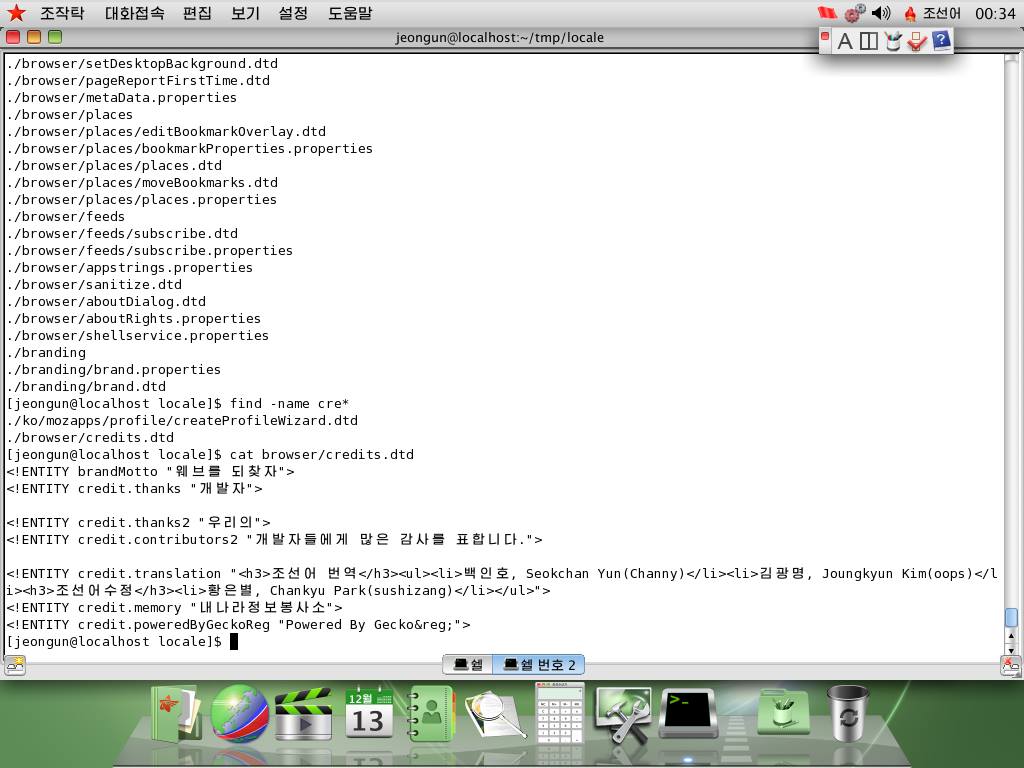 조작탁 대화접속 편집 보기 설정 도움말 조선어 00:34
jeongun@localhost:~/tmp/locale
A
./browser/setDesktopBackground.dtd
./browser/pageReportFirstTime.dtd
./browser/metaData.properties
./browser/places
./browser/places/editBookmarkOverlay.dtd
./browser/places/bookmarkProperties.properties
./browser/places/places.dtd
./browser/places/moveBookmarks.dtd
./browser/places/places.properties
./browser/feeds
./browser/feeds/subscribe.dtd
./browser/feeds/subscribe.properties
./browser/appstrings.properties
./browser/sanitize.dtd
./browser/aboutDialog.dtd
./browser/aboutRights.properties
./browser/shellservice.properties
./branding
./branding/brand.properties
./branding/brand.dtd
[jeongun@localhost locale]$ find -name cre*
./ko/mozapps/profile/createProfileWizard.dtd
./browser/credits.dtd
[jeongun@localhost locale]$ cat browser/credits.dtd
<!ENTITY brandMotto "웨브를 되찾자">
<!ENTITY credit.thanks "개발자">
<!ENTITY credit.thanks2 "우리의">
<!ENTITY credit.contributors2 "개발자들에게 많은 감사를 표합니다.">
<!ENTITY credit.translation "<h3>조선어 번역</h3><ul><li>백인호, Seokchan Yun(Channy)</li><li>김광명, Joungkyun Kim(oops)</l
i><h3>조선어수정</h3><li>황은별, Chankyu Park(sushizang)</li></ul>">
<!ENTITY credit.memory "내나라정보봉사소">
<!ENTITY credit.poweredByGeckoReg "Powered By Gecko&reg;">
[jeongun@localhost locale]$
쉘 쉘 번호 2
12월
13